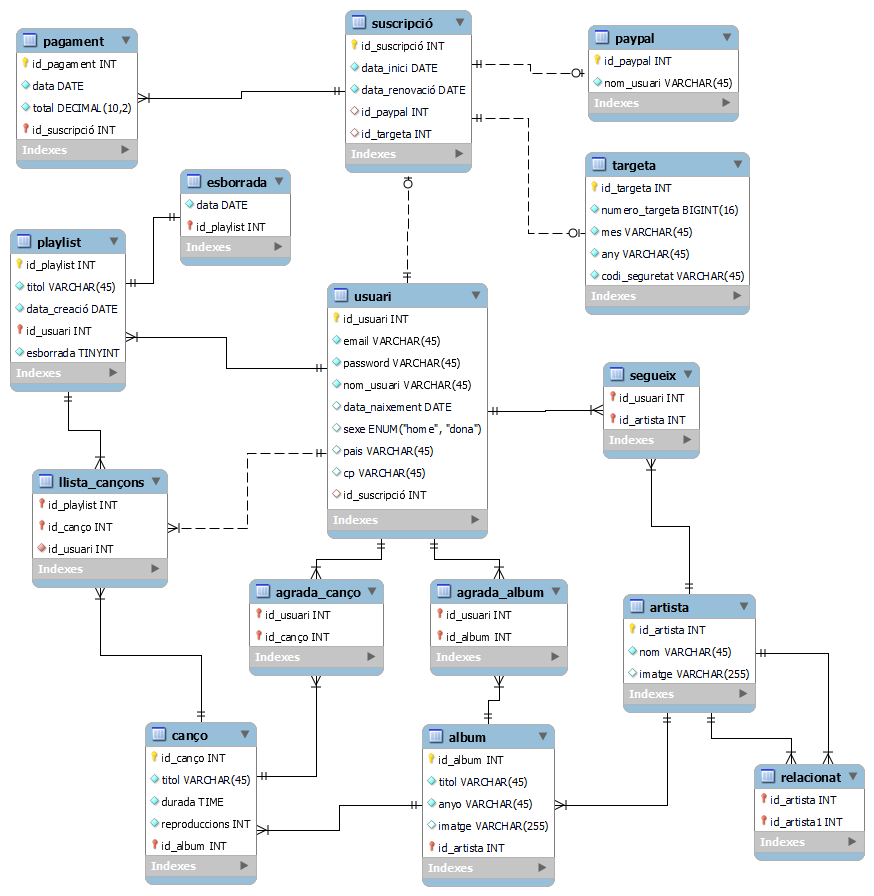 pagament
id_pagament INT
data DATE
total DECIMAL(10,2)
id_suscripció INT
Indexes
suscripció
id_suscripció INT
data_inici DATE
data_renovació DATE
id_paypal INT
id_targeta INT
Indexes
paypal
id_paypal INT
nom_usuari VARCHAR(45)
Indexes
targeta
id_targeta INT
numero_targeta BIGINT(16)
mes VARCHAR(45)
any VARCHAR(45)
codi_seguretat VARCHAR(45)
Indexes
esborrada
data DATE
id_playlist INT
Indexes
playlist
id_playlist INT
titol VARCHAR(45)
data_creació DATE
id_usuari INT
esborrada TINYINT
Indexes
usuari
id_usuari INT
email VARCHAR(45)
password VARCHAR(45)
nom_usuari VARCHAR(45)
data_naixement DATE
sexe ENUM("home", "dona")
pais VARCHAR(45)
cp VARCHAR(45)
id_suscripció INT
Indexes
segueix
id_usuari INT
id_artista INT
Indexes
llista_cançons
id_playlist INT
id_canço INT
id_usuari INT
Indexes
agrada_canço
id_usuari INT
id_canço INT
Indexes
agrada_album
id_usuari INT
id_album INT
Indexes
artista
id_artista INT
nom VARCHAR(45)
imatge VARCHAR(255)
Indexes
canço
id_canço INT
titol VARCHAR(45)
durada TIME
reproduccions INT
id_album INT
Indexes
album
id_album INT
titol VARCHAR(45)
anyo VARCHAR(45)
imatge VARCHAR(255)
id_artista INT
Indexes
relacionat
id_artista INT
id_artista1 INT
Indexes